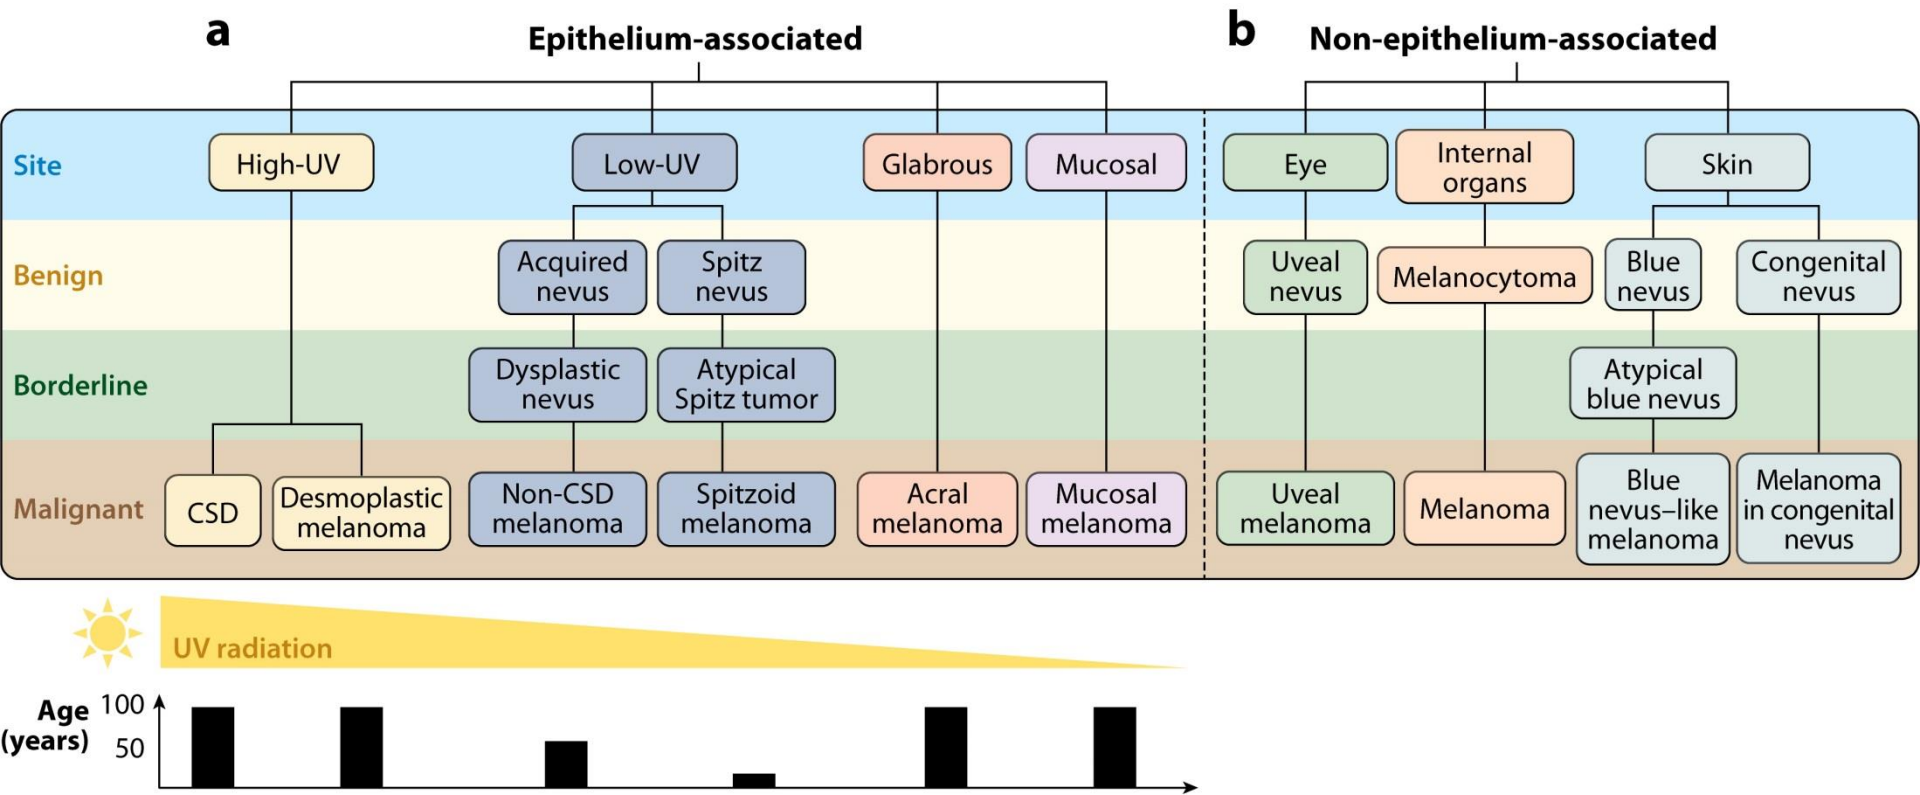 a
Epithelium-associated
b
Non-epithelium-associated
Site
High-UV
Low-UV
Glabrous
Mucosal
Eye
Internal
organs
Skin
Benign
Acquired
nevus
Spitz
nevus
Uveal
nevus
Melanocytoma
Blue
nevus
Congenital
nevus
Borderline
Dysplastic
nevus
Atypical
Spitz tumor
Atypical
blue nevus
Malignant
CSD
Desmoplastic
melanoma
Non-CSD
melanoma
Spitzoid
melanoma
Acral
melanoma
Mucosal
melanoma
Uveal
melanoma
Melanoma
Blue
nevus–like
melanoma
Melanoma
in congenital
nevus
UV radiation
Age
(years)
100
50